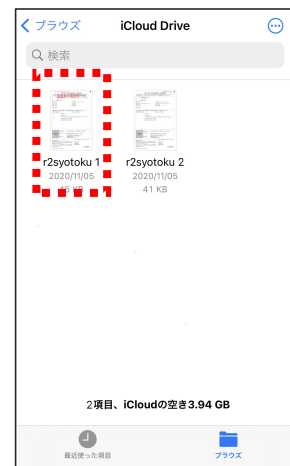 ブラウズ iCloud Drive
検索
r2syotoku 1 r2syotoku 2
2020/11/05 2020/11/05
45 KB 41 KB
2項目、iCloudの空き3.94 GB
最近使った項目 ブラウズ